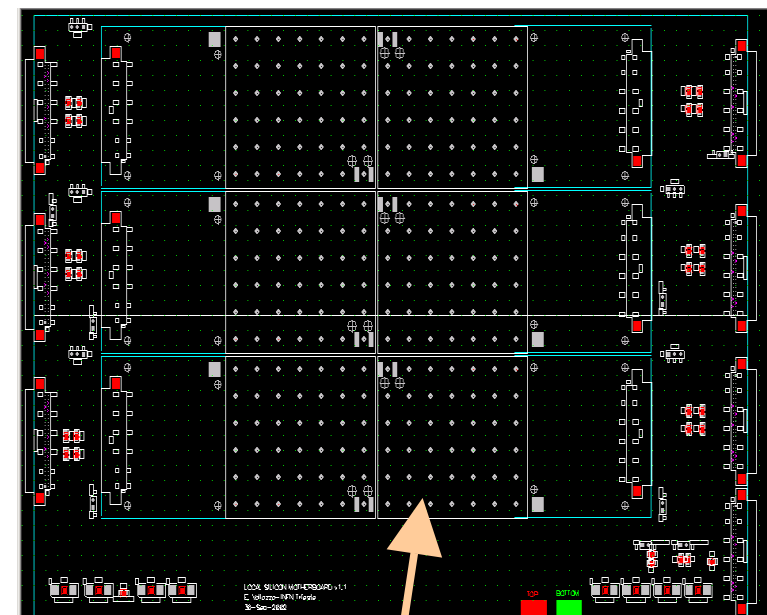 LOCAL SILICON MOTHERBOARD v1.1
E. Vallazza-INFN Trieste
30-Sep-2002
TOP
BOTTOM